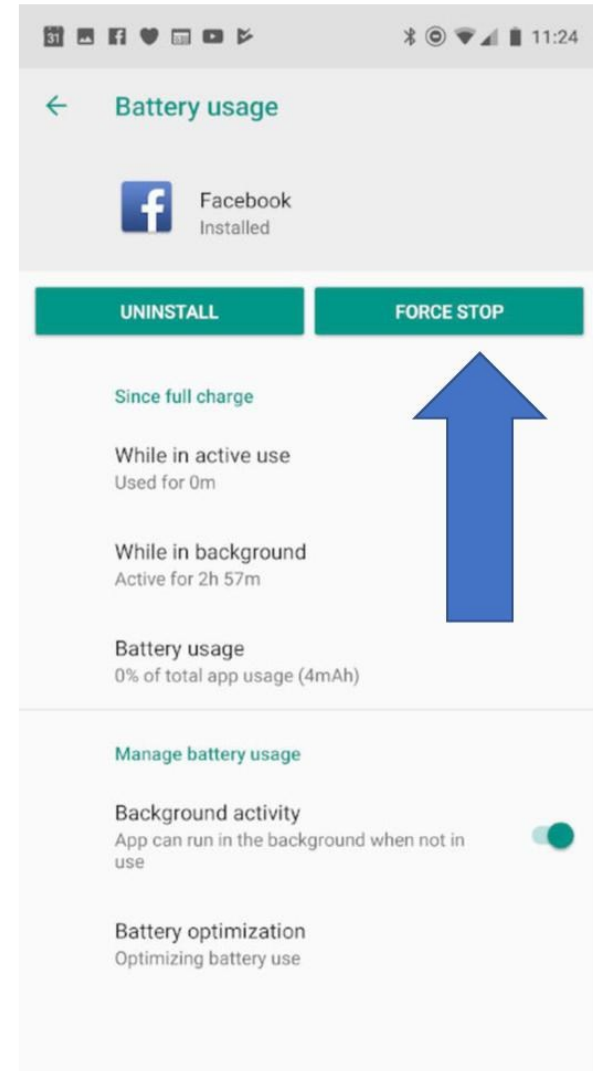 31 11:24
Battery usage
Facebook
Installed
UNINSTALL FORCE STOP
Since full charge
While in active use
Used for 0m
While in background
Active for 2h 57m
Battery usage
0% of total app usage (4mAh)
Manage battery usage
Background activity
App can run in the background when not in
use
Battery optimization
Optimizing battery use